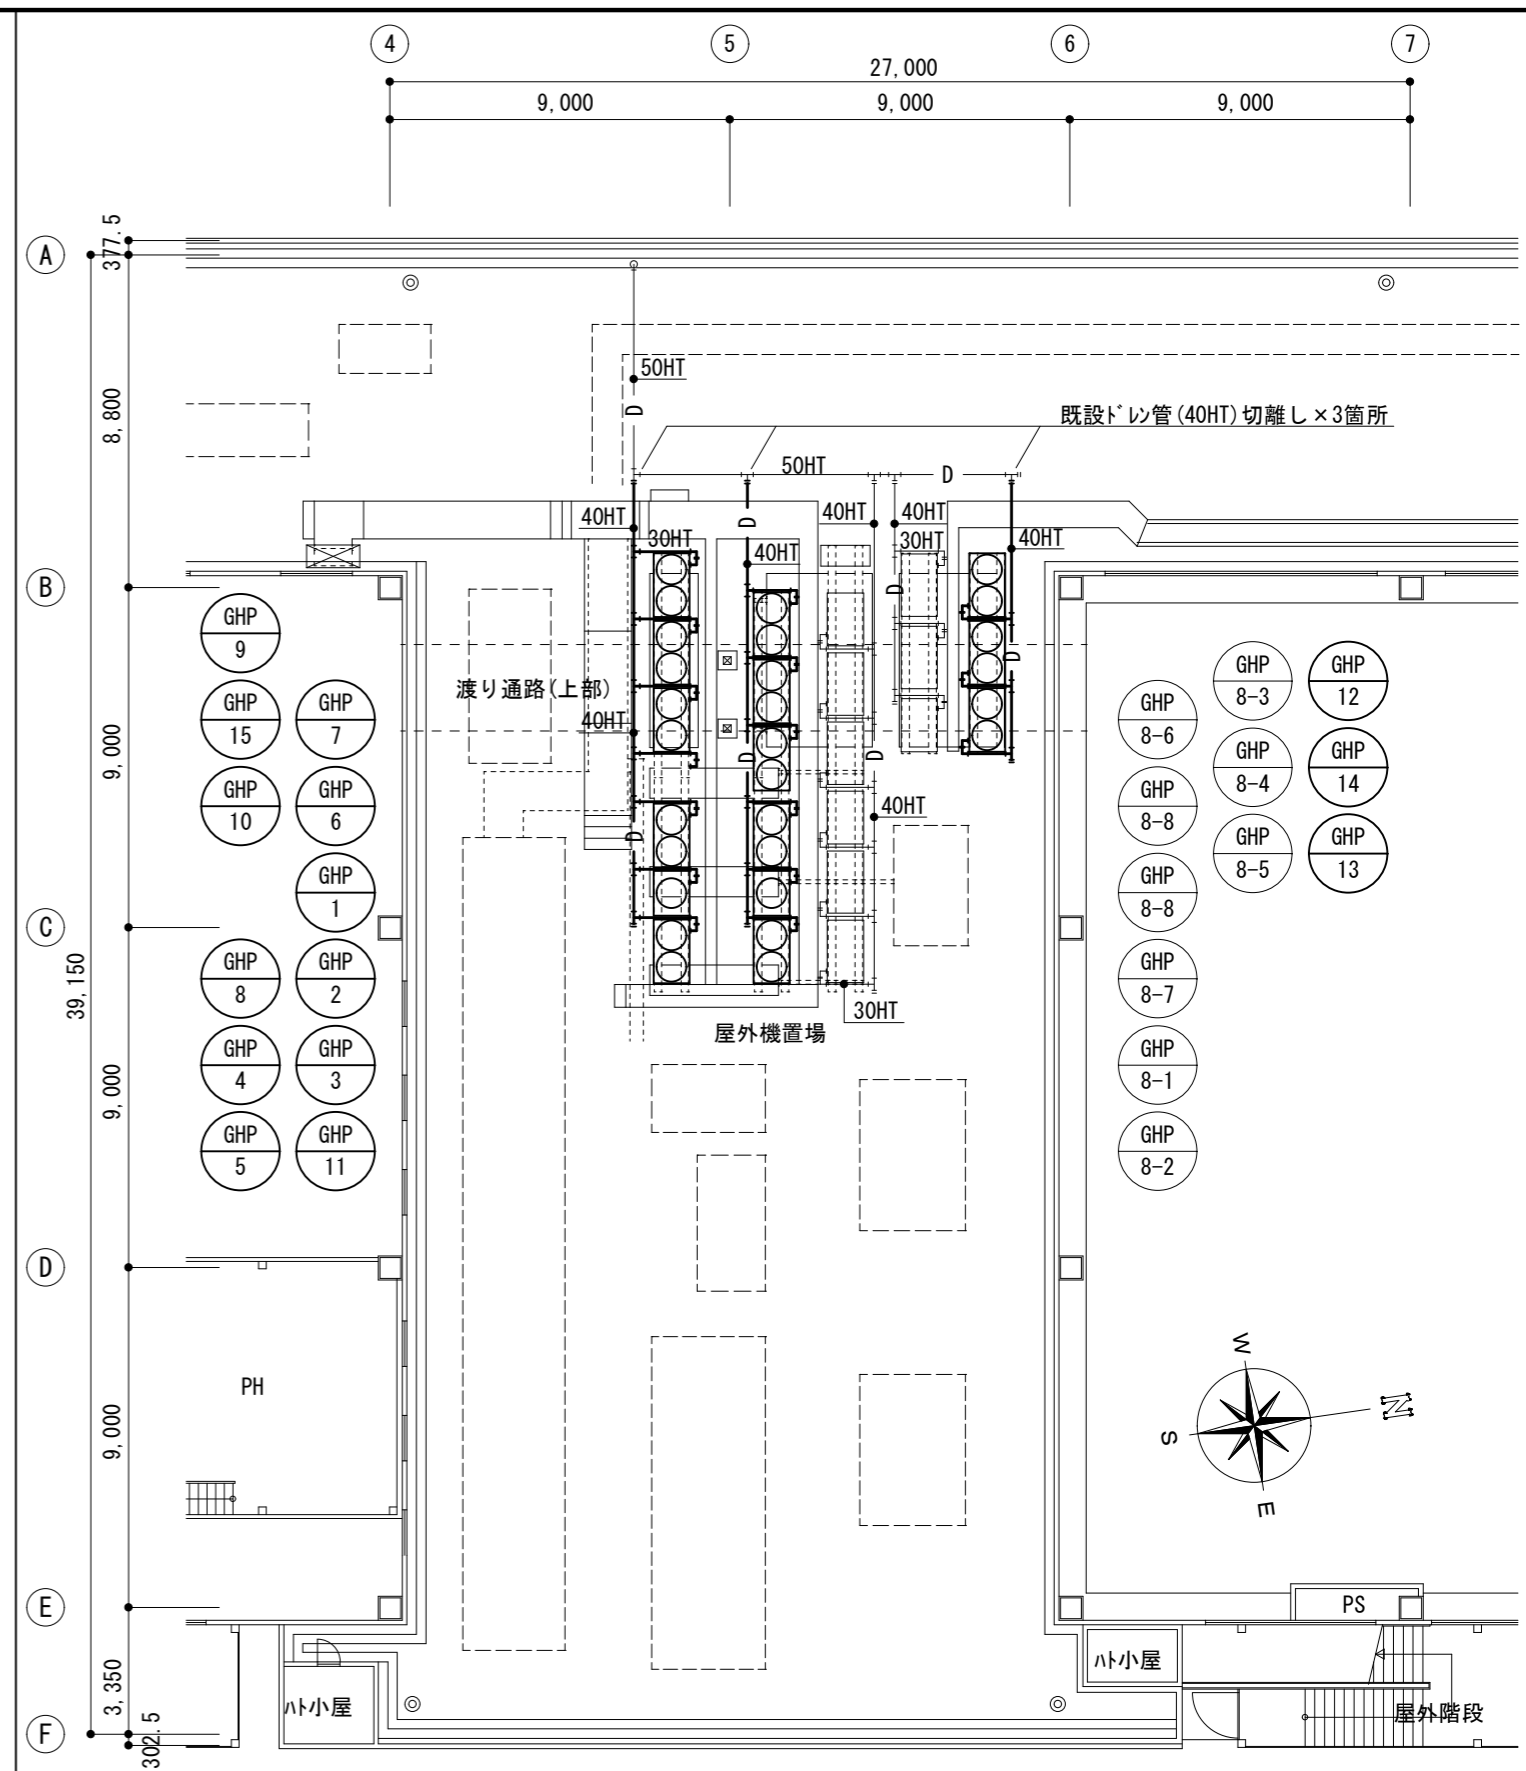 4 5 6 7
27,000
9,000 9,000 9,000
A
377.5
8,800
50HT
D
既設ドレン管(40HT)切離し×3箇所
50HT D
40HT 40HT 40HT
D
30HT 40HT 30HT 40HT
B
D
D
渡り通路(上部)
40HT
D D
40HT
D
9,000
GHP 9
GHP 15 GHP 7
GHP 10 GHP 6
GHP 1
GHP 8 GHP 2
GHP 4 GHP 3
GHP 5 GHP 11
GHP 8-3 GHP 12
GHP 8-6
GHP 8-4 GHP 14
GHP 8-8
GHP 8-5 GHP 13
GHP 8-8
GHP 8-7
GHP 8-1
GHP 8-2
C
39,150
30HT
屋外機置場
9,000
D
PH
W
N
S
E
9,000
E
PS
ハト小屋
3,350
ハト小屋
屋外階段
F
302.5